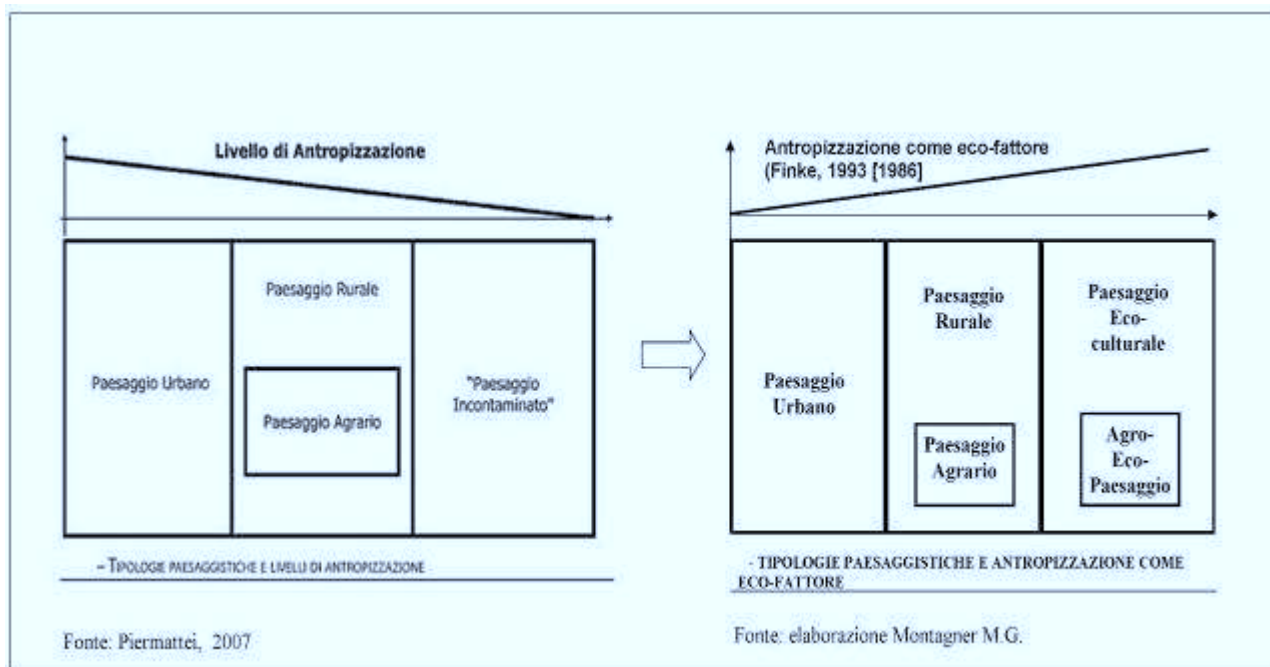 Livello di Antropizzazione
Paesaggio Urbano
Paesaggio Rurale
Paesaggio Agrario
"Paesaggio
Incontaminato"
– TIPOLOGIE PAESAGGISTICHE E LIVELLI DI ANTROPIZZAZIONE
Fonte: Piermattei, 2007
Antropizzazione come eco-fattore
(Finke, 1993 [1986]
Paesaggio
Urbano
Paesaggio
Rurale
Paesaggio
Agrario
Paesaggio
Eco-
culturale
Agro-
Eco-
Paesaggio
- TIPOLOGIE PAESAGGISTICHE E ANTROPIZZAZIONE COME
ECO-FATTORE
Fonte: elaborazione Montagner M.G.